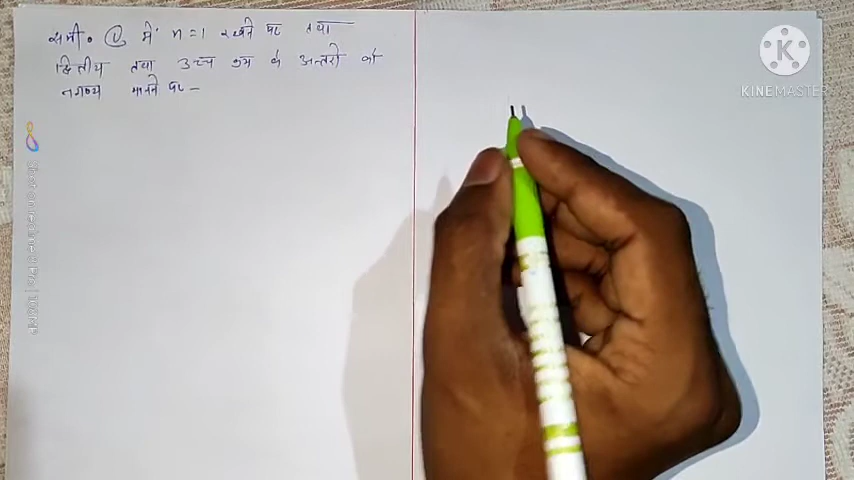 समी० ① में n = 1 रखने पर तथा
द्वितीय तथा उच्च क्रम के अन्तरों को
नगण्य मानने पर -
K
KINEMASTER